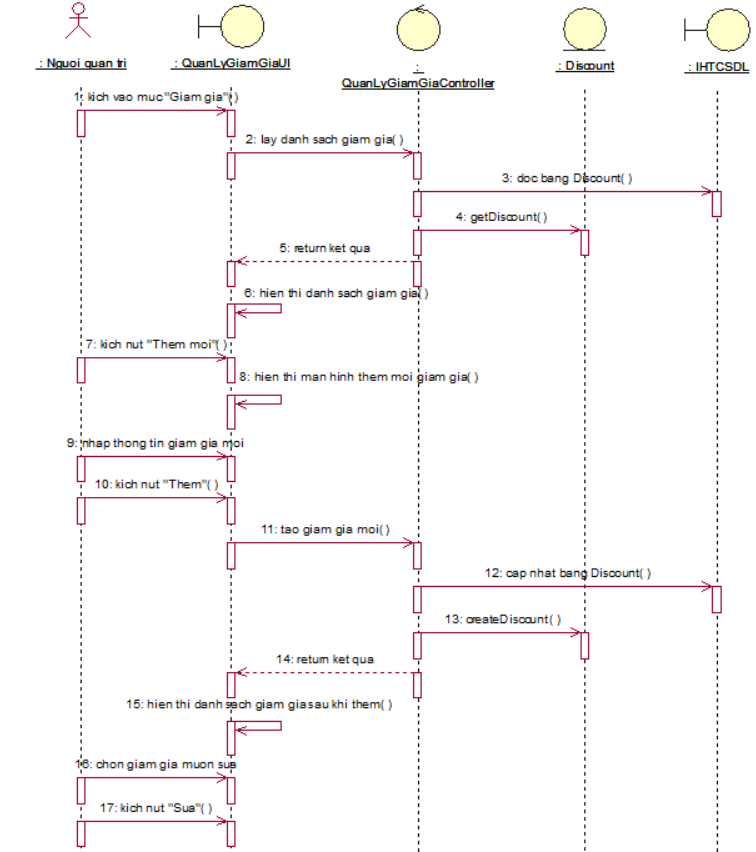 : Nguoi quan tri
: QuanLyGiamGiaUI
:
QuanLyGiamGiaController
: Discount
: IHTCSDL
1: kich vao muc "Giam gia"( )
2: lay danh sach giam gia( )
3: doc bang Discount( )
4: getDiscount( )
5: return ket qua
6: hien thi danh sach giam gia( )
7: kich nut "Them moi"( )
8: hien thi man hinh them moi giam gia( )
9: nhap thong tin giam gia moi
10: kich nut "Them"( )
11: tao giam gia moi( )
12: cap nhat bang Discount( )
13: createDiscount( )
14: return ket qua
15: hien thi danh sach giam gia sau khi them( )
16: chon giam gia muon sua
17: kich nut "Sua"( )